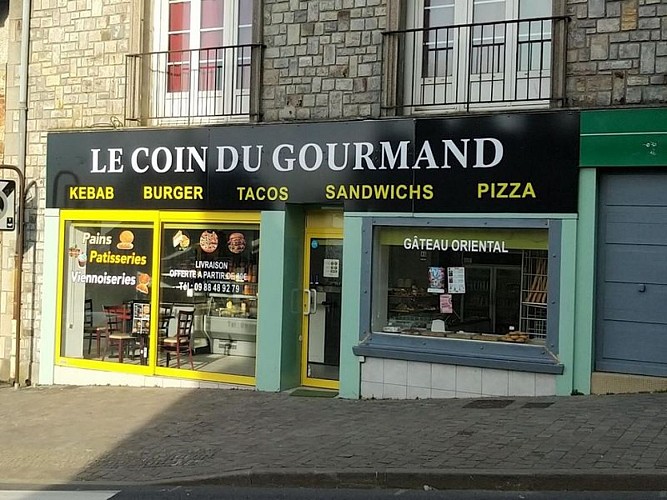 LE COIN DU GOURMAND
KEBAB BURGER TACOS SANDWICHS PIZZA
Pains
Patisseries
Viennoiseries
LIVRAISON
OFFERTE A PARTIR DE
Tél: 09 88 48 92 79
GÂTEAU ORIENTAL